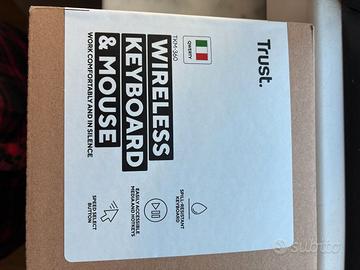 Trust.
QWERTY
TKM-360
WIRELESS
KEYBOARD
& MOUSE
WORK COMFORTABLY AND IN SILENCE
SPILL-RESISTANT
KEYBOARD
EASILY ACCESSIBLE
MEDIA AND HOTKEYS
SPEED SELECT
BUTTON
subito